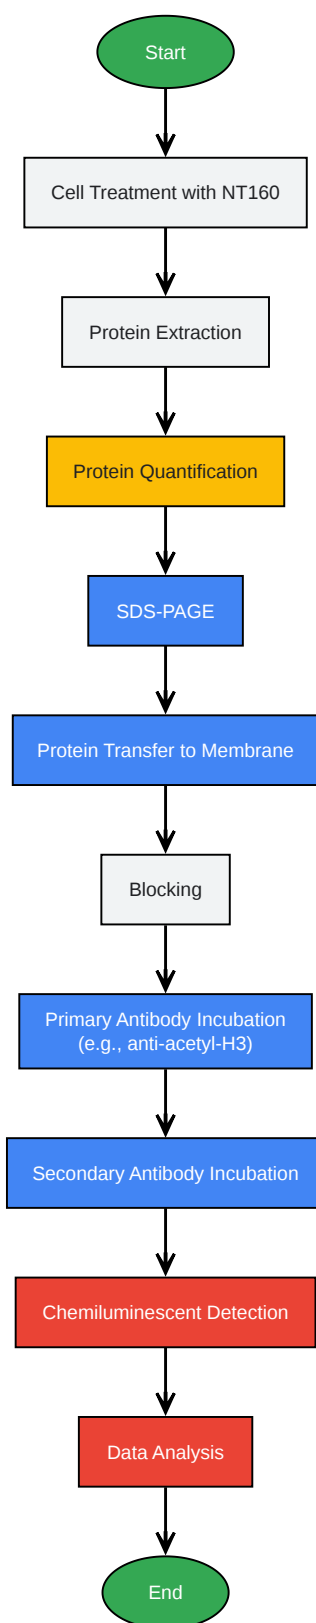 Start
Cell Treatment with NT160
Protein Extraction
Protein Quantification
SDS-PAGE
Protein Transfer to Membrane
Blocking
Primary Antibody Incubation
(e.g., anti-acetyl-H3)
Secondary Antibody Incubation
Chemiluminescent Detection
Data Analysis
End